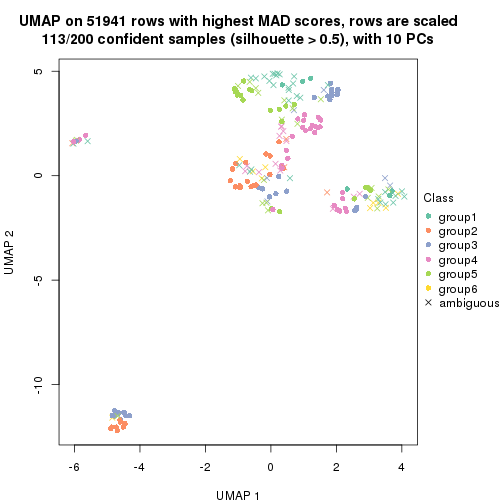 UMAP on 51941 rows with highest MAD scores, rows are scaled
113/200 confident samples (silhouette > 0.5), with 10 PCs
5
0
-5
-10
UMAP 2
-6
-4
-2
0
2
4
UMAP 1
Class
group1
group2
group3
group4
group5
group6
ambiguous